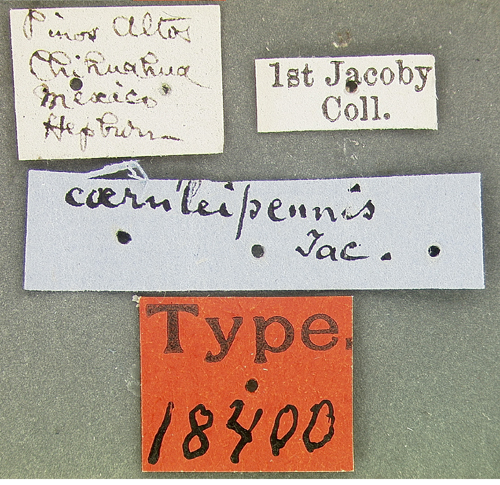 Pinos Altos
Chihuahua
Mexico
Hepburn
1st Jacoby
Coll.
cœruleipennis
Jac.
Type.
18400